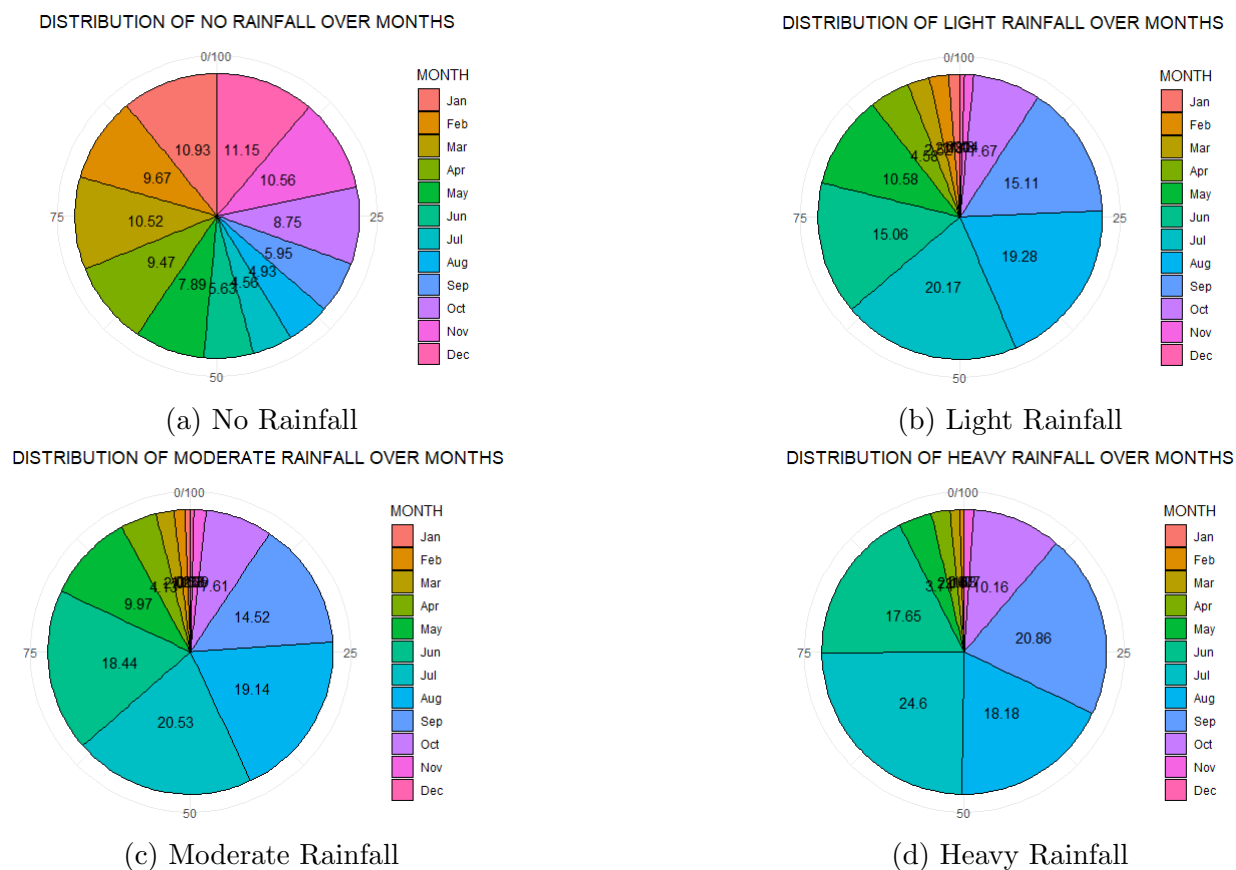 DISTRIBUTION OF NO RAINFALL OVER MONTHS
0/100
25
50
75
10.93
11.15
10.56
8.75
5.95
4.93
4.56
5.63
7.89
9.47
10.52
9.67
MONTH
Jan
Feb
Mar
Apr
May
Jun
Jul
Aug
Sep
Oct
Nov
Dec
(a) No Rainfall
DISTRIBUTION OF LIGHT RAINFALL OVER MONTHS
0/100
25
50
75
7.67
15.11
19.28
20.17
15.06
10.58
4.58
MONTH
Jan
Feb
Mar
Apr
May
Jun
Jul
Aug
Sep
Oct
Nov
Dec
(b) Light Rainfall
DISTRIBUTION OF MODERATE RAINFALL OVER MONTHS
0/100
25
50
75
7.61
14.52
19.14
20.53
18.44
9.97
4.13
MONTH
Jan
Feb
Mar
Apr
May
Jun
Jul
Aug
Sep
Oct
Nov
Dec
(c) Moderate Rainfall
DISTRIBUTION OF HEAVY RAINFALL OVER MONTHS
0/100
25
50
75
10.16
20.86
18.18
24.6
17.65
MONTH
Jan
Feb
Mar
Apr
May
Jun
Jul
Aug
Sep
Oct
Nov
Dec
(d) Heavy Rainfall